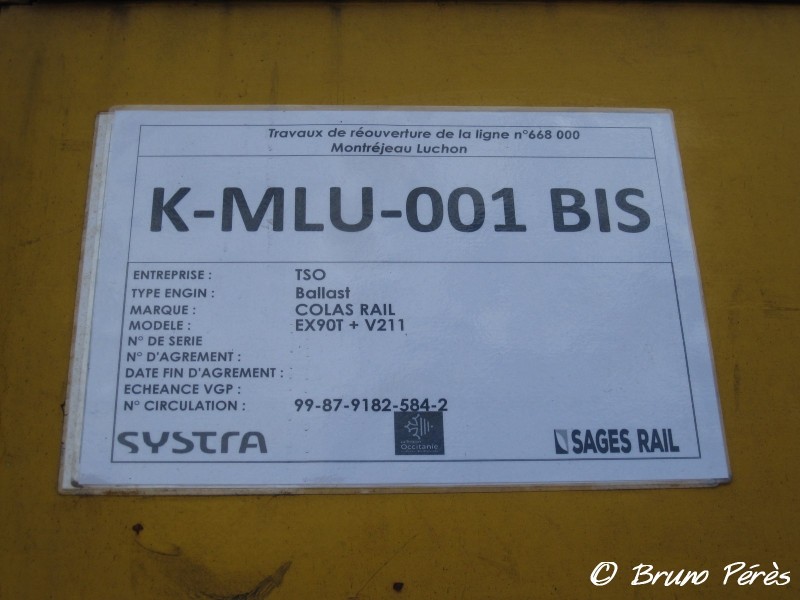 Travaux de réouverture de la ligne n°668 000
Montréjeau Luchon
K-MLU-001 BIS
ENTREPRISE : TSO
TYPE ENGIN : Ballast
MARQUE : COLAS RAIL
MODELE : EX90T + V211
N° DE SERIE
N° D'AGREMENT :
DATE FIN D'AGREMENT :
ECHEANCE VGP :
N° CIRCULATION : 99-87-9182-584-2
SYSTRA Occitanie SAGES RAIL
© Bruno Pérès